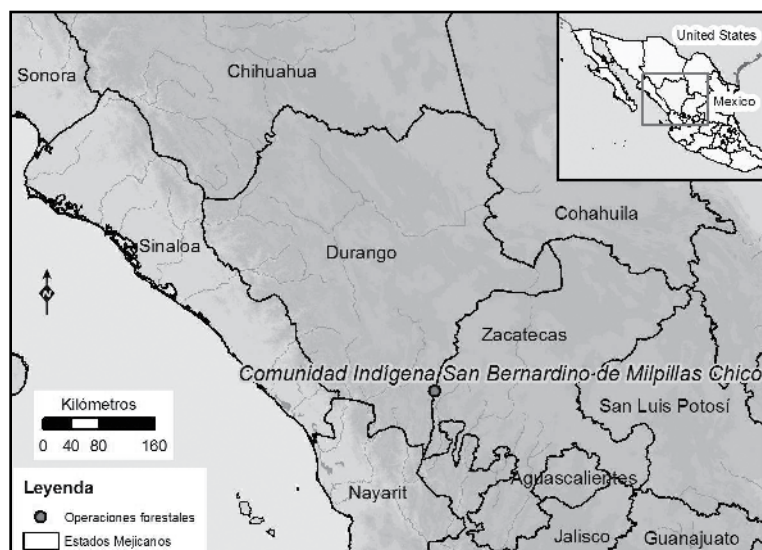 United States
Mexico
Sonora
Chihuahua
Cohahuila
Sinaloa
Durango
N
Zacatecas
Comunidad Indígena San Bernardino de Milpillas Chico
San Luis Potosí
Kilómetros
0 40 80 160
Aguascalientes
Nayarit
Jalisco
Guanajuato
Leyenda
Operaciones forestales
Estados Mejicanos